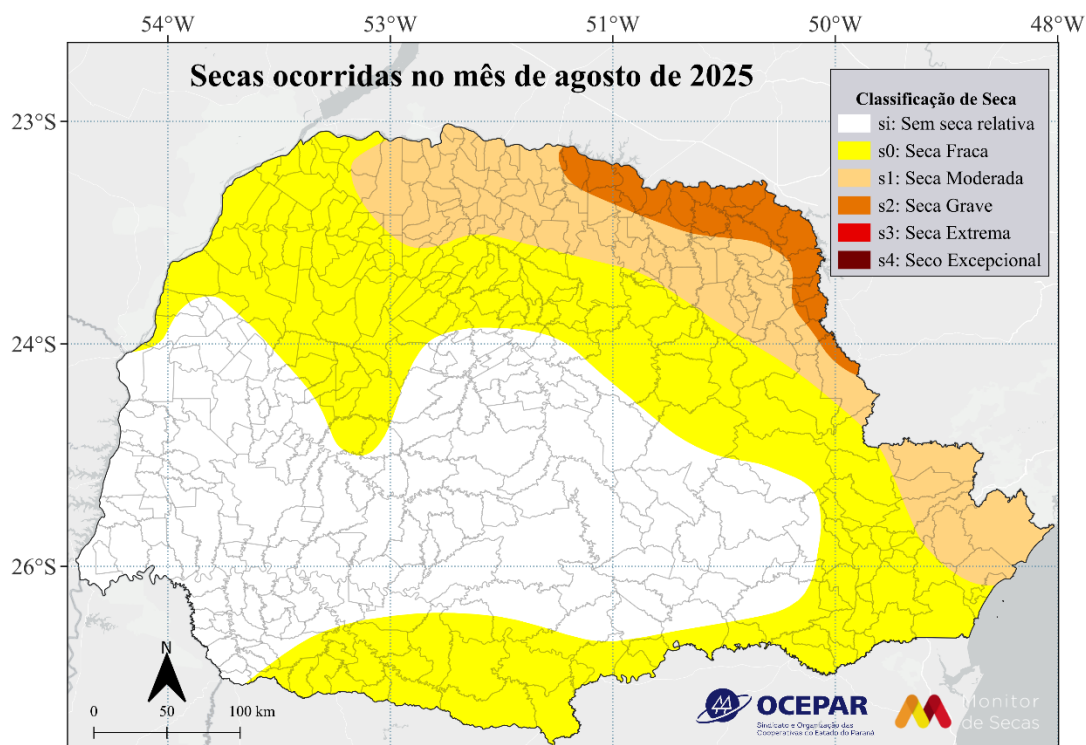 54°W 53°W 51°W 50°W 48°W
Secas ocorridas no mês de agosto de 2025
Classificação de Seca
si: Sem seca relativa
s0: Seca Fraca
s1: Seca Moderada
s2: Seca Grave
s3: Seca Extrema
s4: Seco Excepcional
23°S
24°S
26°S
N
0 50 100 km
OCEPAR
Sindicato e Organização das
Cooperativas no Estado do Paraná
Monitor
de Secas